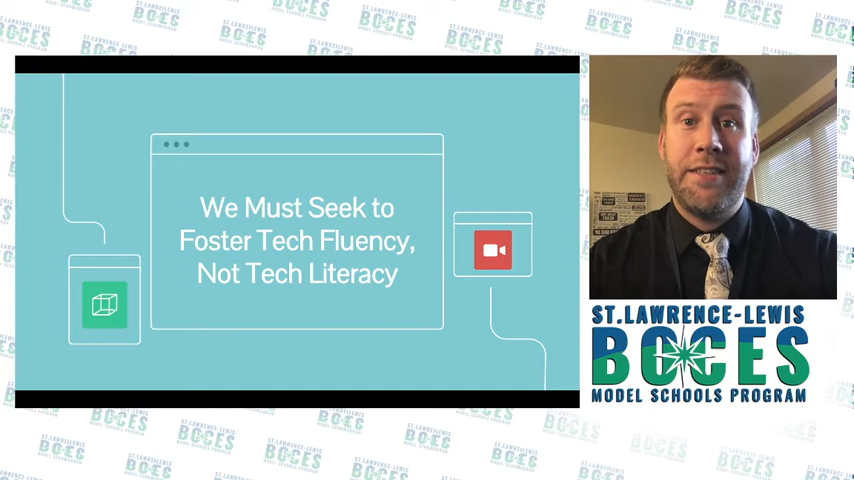 We Must Seek to
Foster Tech Fluency,
Not Tech Literacy
ST.LAWRENCE-LEWIS
BOCES
MODEL SCHOOLS PROGRAM